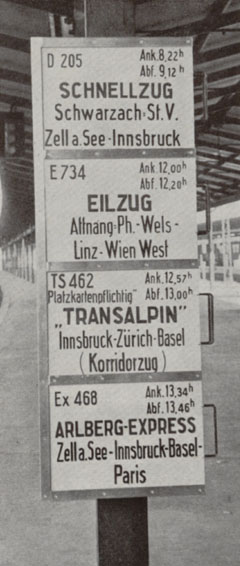 D 205 Ank.8,22h
Abf.9,12h
SCHNELLZUG
Schwarzach-St.V.
Zell a.See-Innsbruck
E734 Ank.12,00h
Abf.12,20h
EILZUG
Attnang-Ph.-Wels-
Linz-Wien West
TS 462 Ank.12,57h
Platzkartenpflichtig" Abf.13,00h
"TRANSALPIN"
Innsbruck-Zürich-Basel
(Korridorzug)
Ex 468 Ank.13,34h
Abf.13,46h
ARLBERG-EXPRESS
Zell a.See-Innsbruck-Basel-
Paris